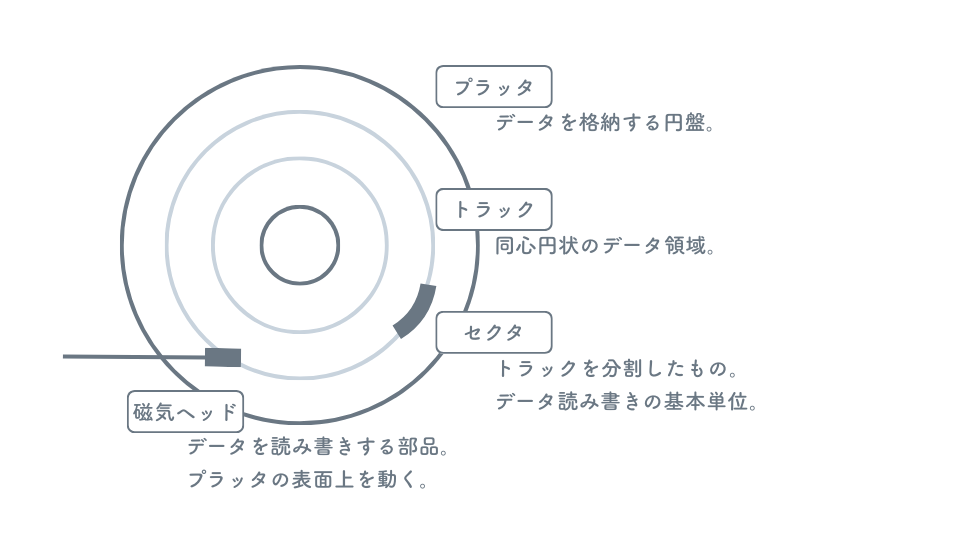 プラッタ
データを格納する円盤。
トラック
同心円状のデータ領域。
セクタ
トラックを分割したもの。
データ読み書きの基本単位。
磁気ヘッド
データを読み書きする部品。
プラッタの表面上を動く。